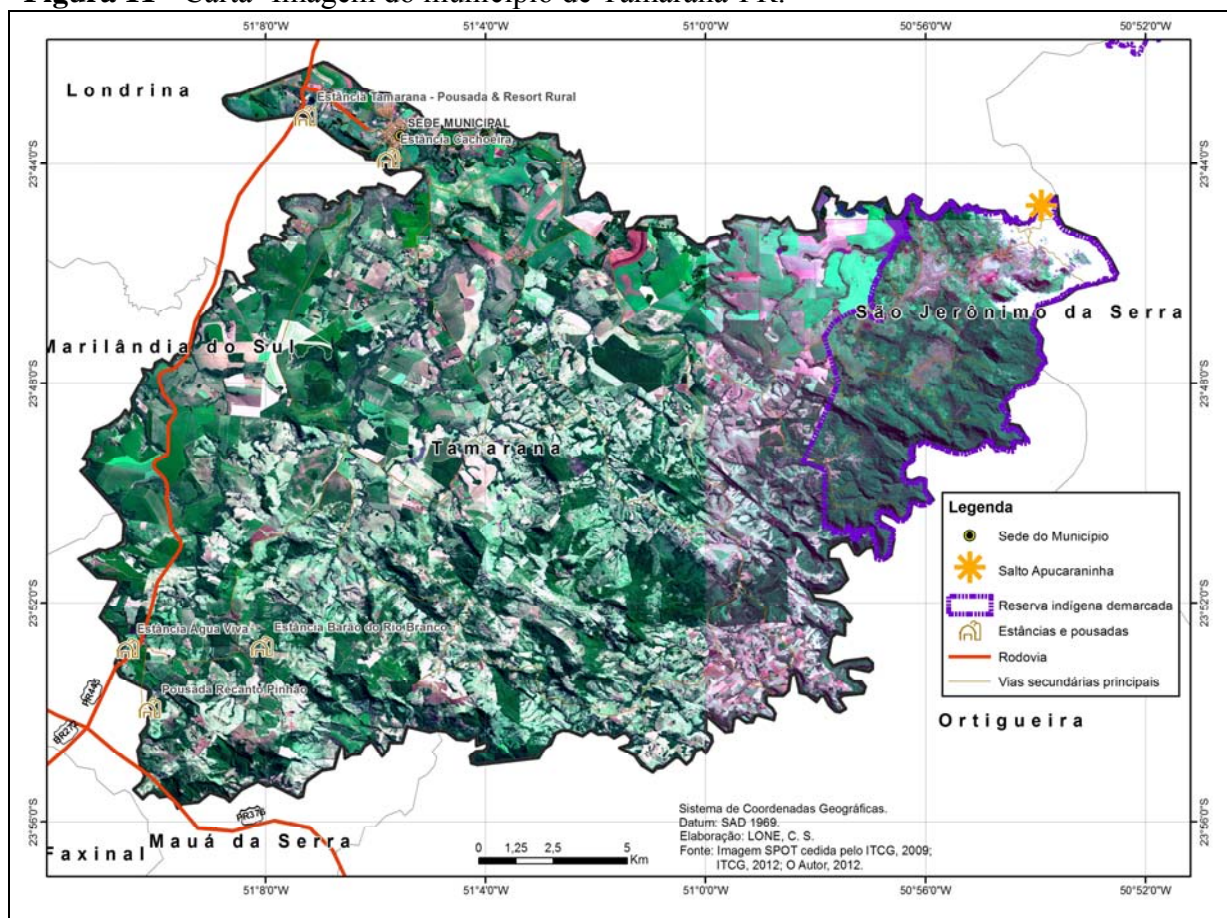 Figura 11 - Carta- Imagem do município de Tamarana-PR.
51°8'0"W 51°4'0"W 51°0'0"W 50°56'0"W 50°52'0"W
Londrina
Estância Tamarana - Pousada & Resort Rural
SEDE MUNICIPAL
Estância Cachoeira
23°44'0"S 23°44'0"S
São Jerônimo da Serra
Marilândia do Sul
23°48'0"S 23°48'0"S
Tamarana
Legenda
Sede do Município
Salto Apucaraninha
Reserva indígena demarcada
Estâncias e pousadas
Rodovia
Vias secundárias principais
23°52'0"S 23°52'0"S
Estância Água Viva
Estância Barão do Rio Branco
Pousada Recanto Pinhão
PR445
BR272
Ortigueira
PR376
Mauá da Serra
Faxinal
23°56'0"S 23°56'0"S
0 1,25 2,5 5
Km
Sistema de Coordenadas Geográficas.
Datum: SAD 1969.
Elaboração: LONE, C. S.
Fonte: Imagem SPOT cedida pelo ITCG, 2009;
ITCG, 2012; O Autor, 2012.
51°8'0"W 51°4'0"W 51°0'0"W 50°56'0"W 50°52'0"W